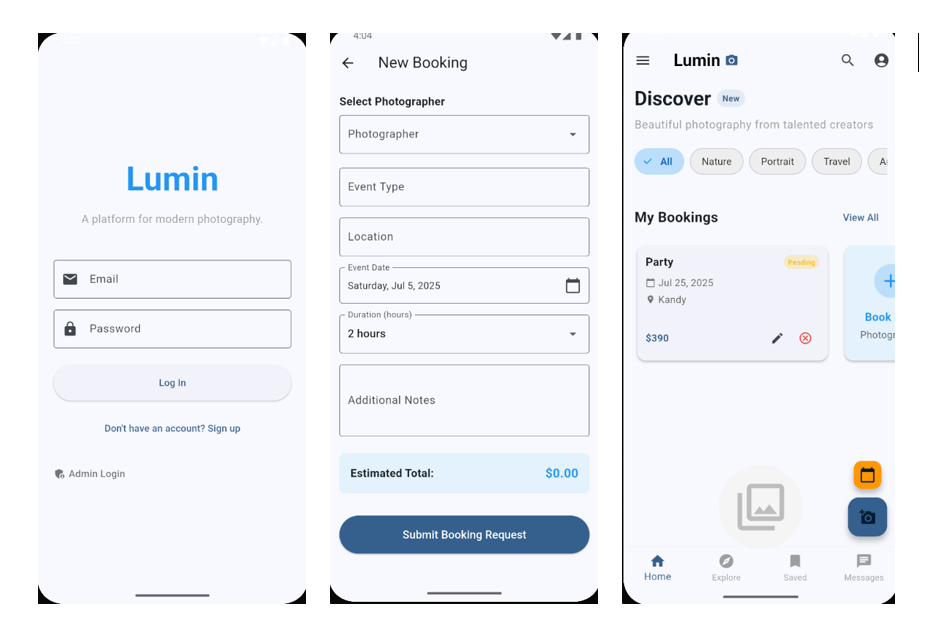 Lumin
A platform for modern photography.
Email
Password
Log In
Don't have an account? Sign up
Admin Login
4:04
New Booking
Select Photographer
Photographer
Event Type
Location
Event Date
Saturday, Jul 5, 2025
Duration (hours)
2 hours
Additional Notes
Estimated Total: $0.00
Submit Booking Request
Lumin
Discover New
Beautiful photography from talented creators
All Nature Portrait Travel
My Bookings View All
Party Pending
Jul 25, 2025
Kandy
Book
$390
Home Explore Saved Messages